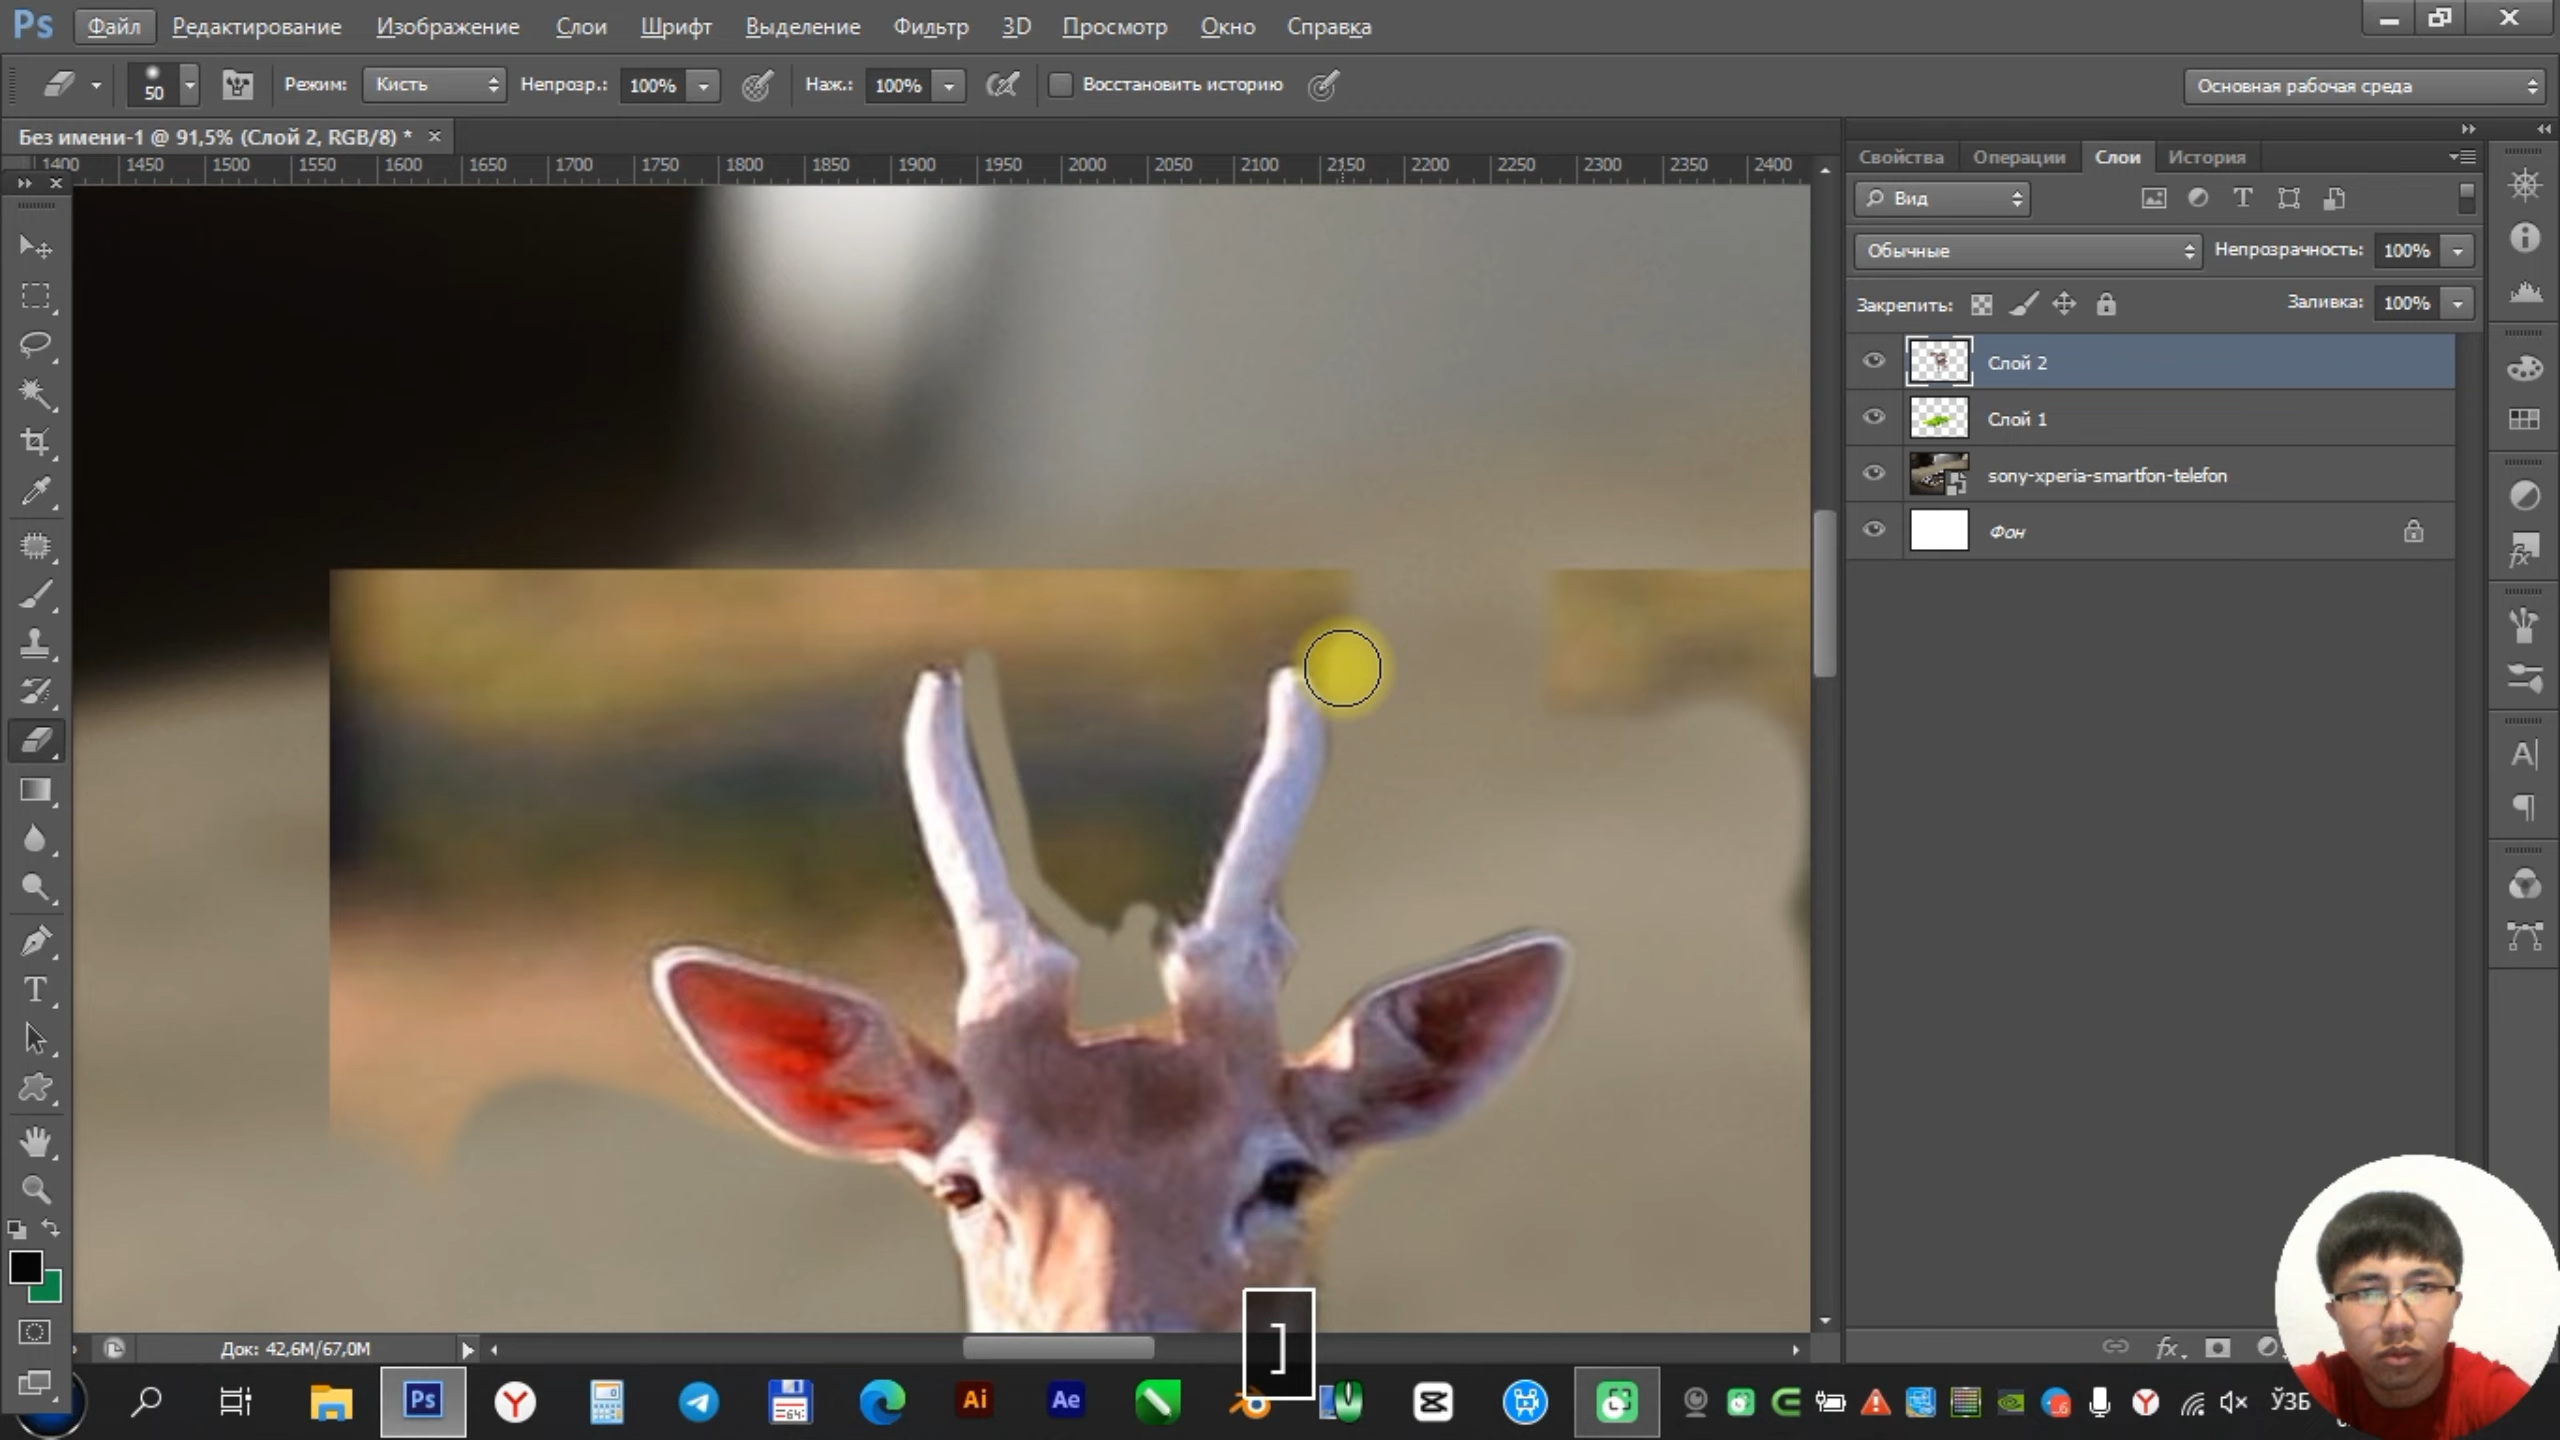 Ps Файл Редактирование Изображение Слои Шрифт Выделение Фильтр 3D Просмотр Окно Справка
50 Режим: Кисть Непрозр.: 100% Наж.: 100% Восстановить историю Основная рабочая среда
Без имени-1 @ 91,5% (Слой 2, RGB/8) *
1400 1450 1500 1550 1600 1650 1700 1750 1800 1850 1900 1950 2000 2050 2100 2150 2200 2250 2300 2350 2400
Свойства Операции Слои История
Вид
Обычные Непрозрачность: 100%
Закрепить: Заливка: 100%
Слой 2
Слой 1
sony-xperia-smartfon-telefon
Фон
]
Док: 42,6M/67,0M
Ps Ai Ae ЎЗБ